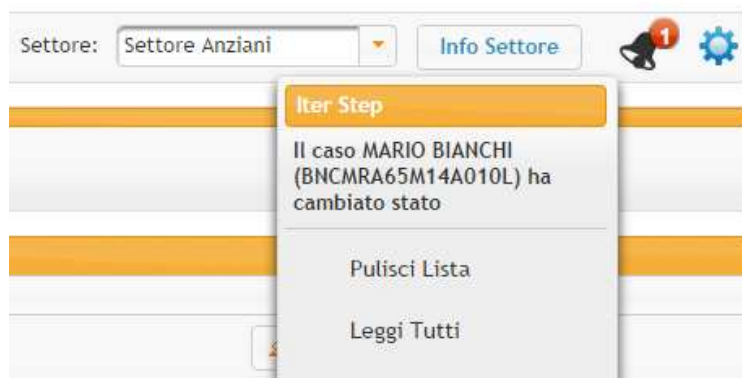 Settore: Settore Anziani Info Settore 1
Iter Step
Il caso MARIO BIANCHI
(BNCMRA65M14A010L) ha
cambiato stato
Pulisci Lista
Leggi Tutti